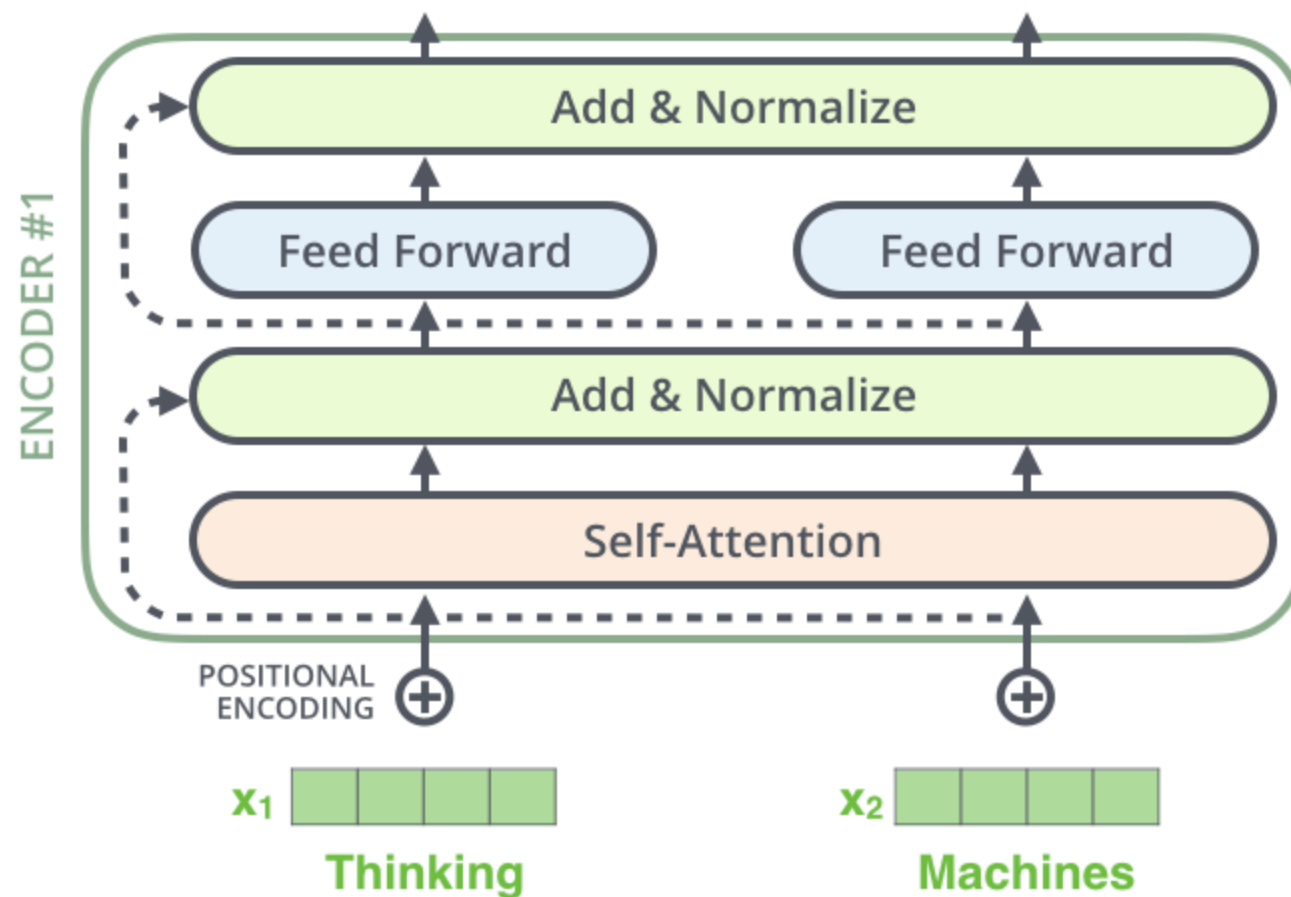 Add & Normalize
Feed Forward
Feed Forward
ENCODER #1
Add & Normalize
Self-Attention
POSITIONAL
ENCODING
x₁
x₂
Thinking
Machines